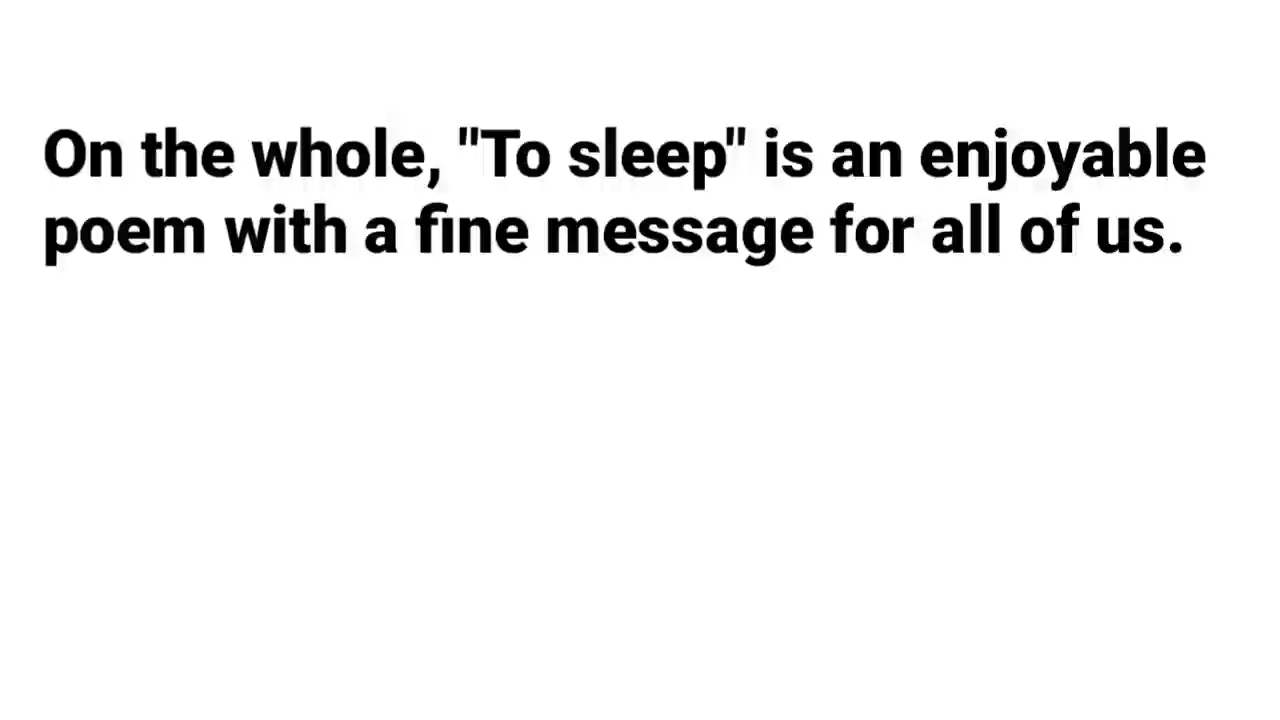 On the whole, "To sleep" is an enjoyable
poem with a fine message for all of us.